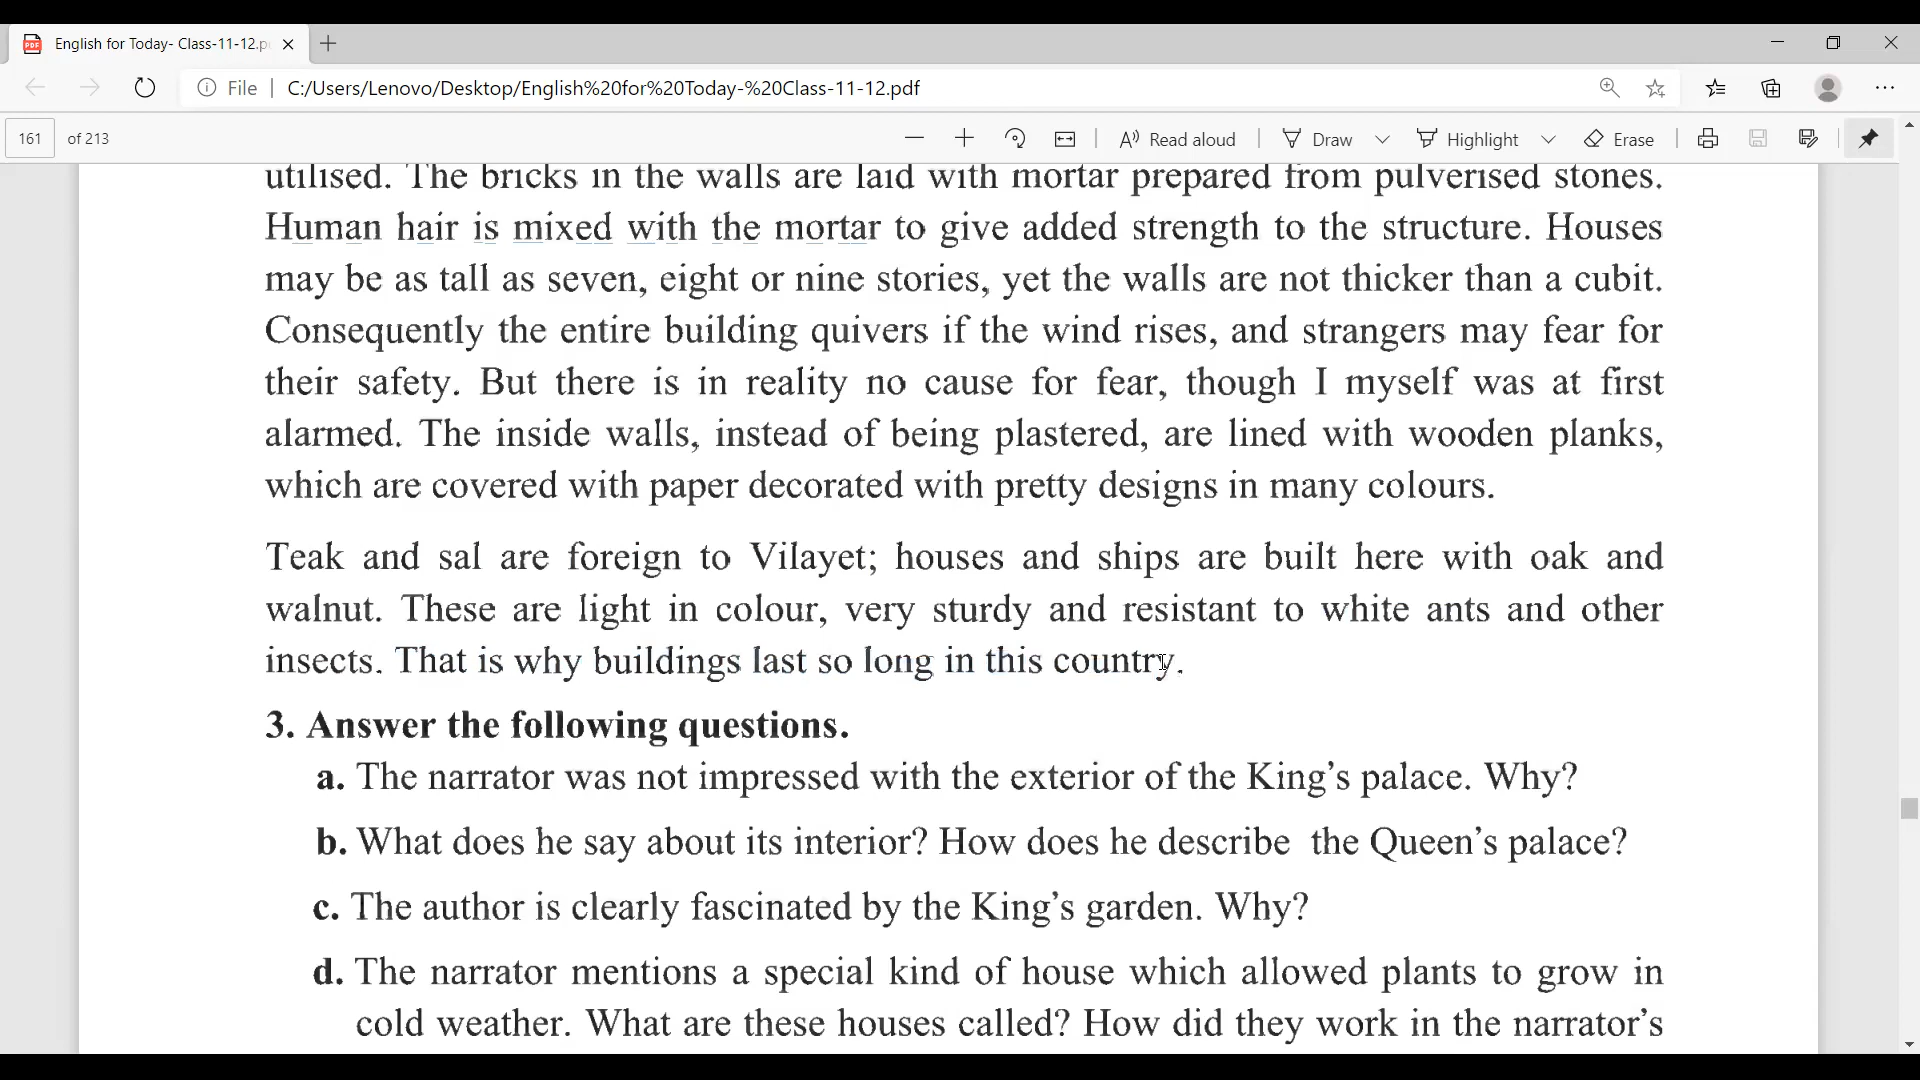 English for Today- Class-11-12.p
File | C:/Users/Lenovo/Desktop/English%20for%20Today-%20Class-11-12.pdf
161 of 213 Read aloud Draw Highlight Erase
utilised. The bricks in the walls are laid with mortar prepared from pulverised stones.
Human hair is mixed with the mortar to give added strength to the structure. Houses
may be as tall as seven, eight or nine stories, yet the walls are not thicker than a cubit.
Consequently the entire building quivers if the wind rises, and strangers may fear for
their safety. But there is in reality no cause for fear, though I myself was at first
alarmed. The inside walls, instead of being plastered, are lined with wooden planks,
which are covered with paper decorated with pretty designs in many colours.
Teak and sal are foreign to Vilayet; houses and ships are built here with oak and
walnut. These are light in colour, very sturdy and resistant to white ants and other
insects. That is why buildings last so long in this country.
3. Answer the following questions.
a. The narrator was not impressed with the exterior of the King's palace. Why?
b. What does he say about its interior? How does he describe the Queen's palace?
c. The author is clearly fascinated by the King's garden. Why?
d. The narrator mentions a special kind of house which allowed plants to grow in
cold weather. What are these houses called? How did they work in the narrator's